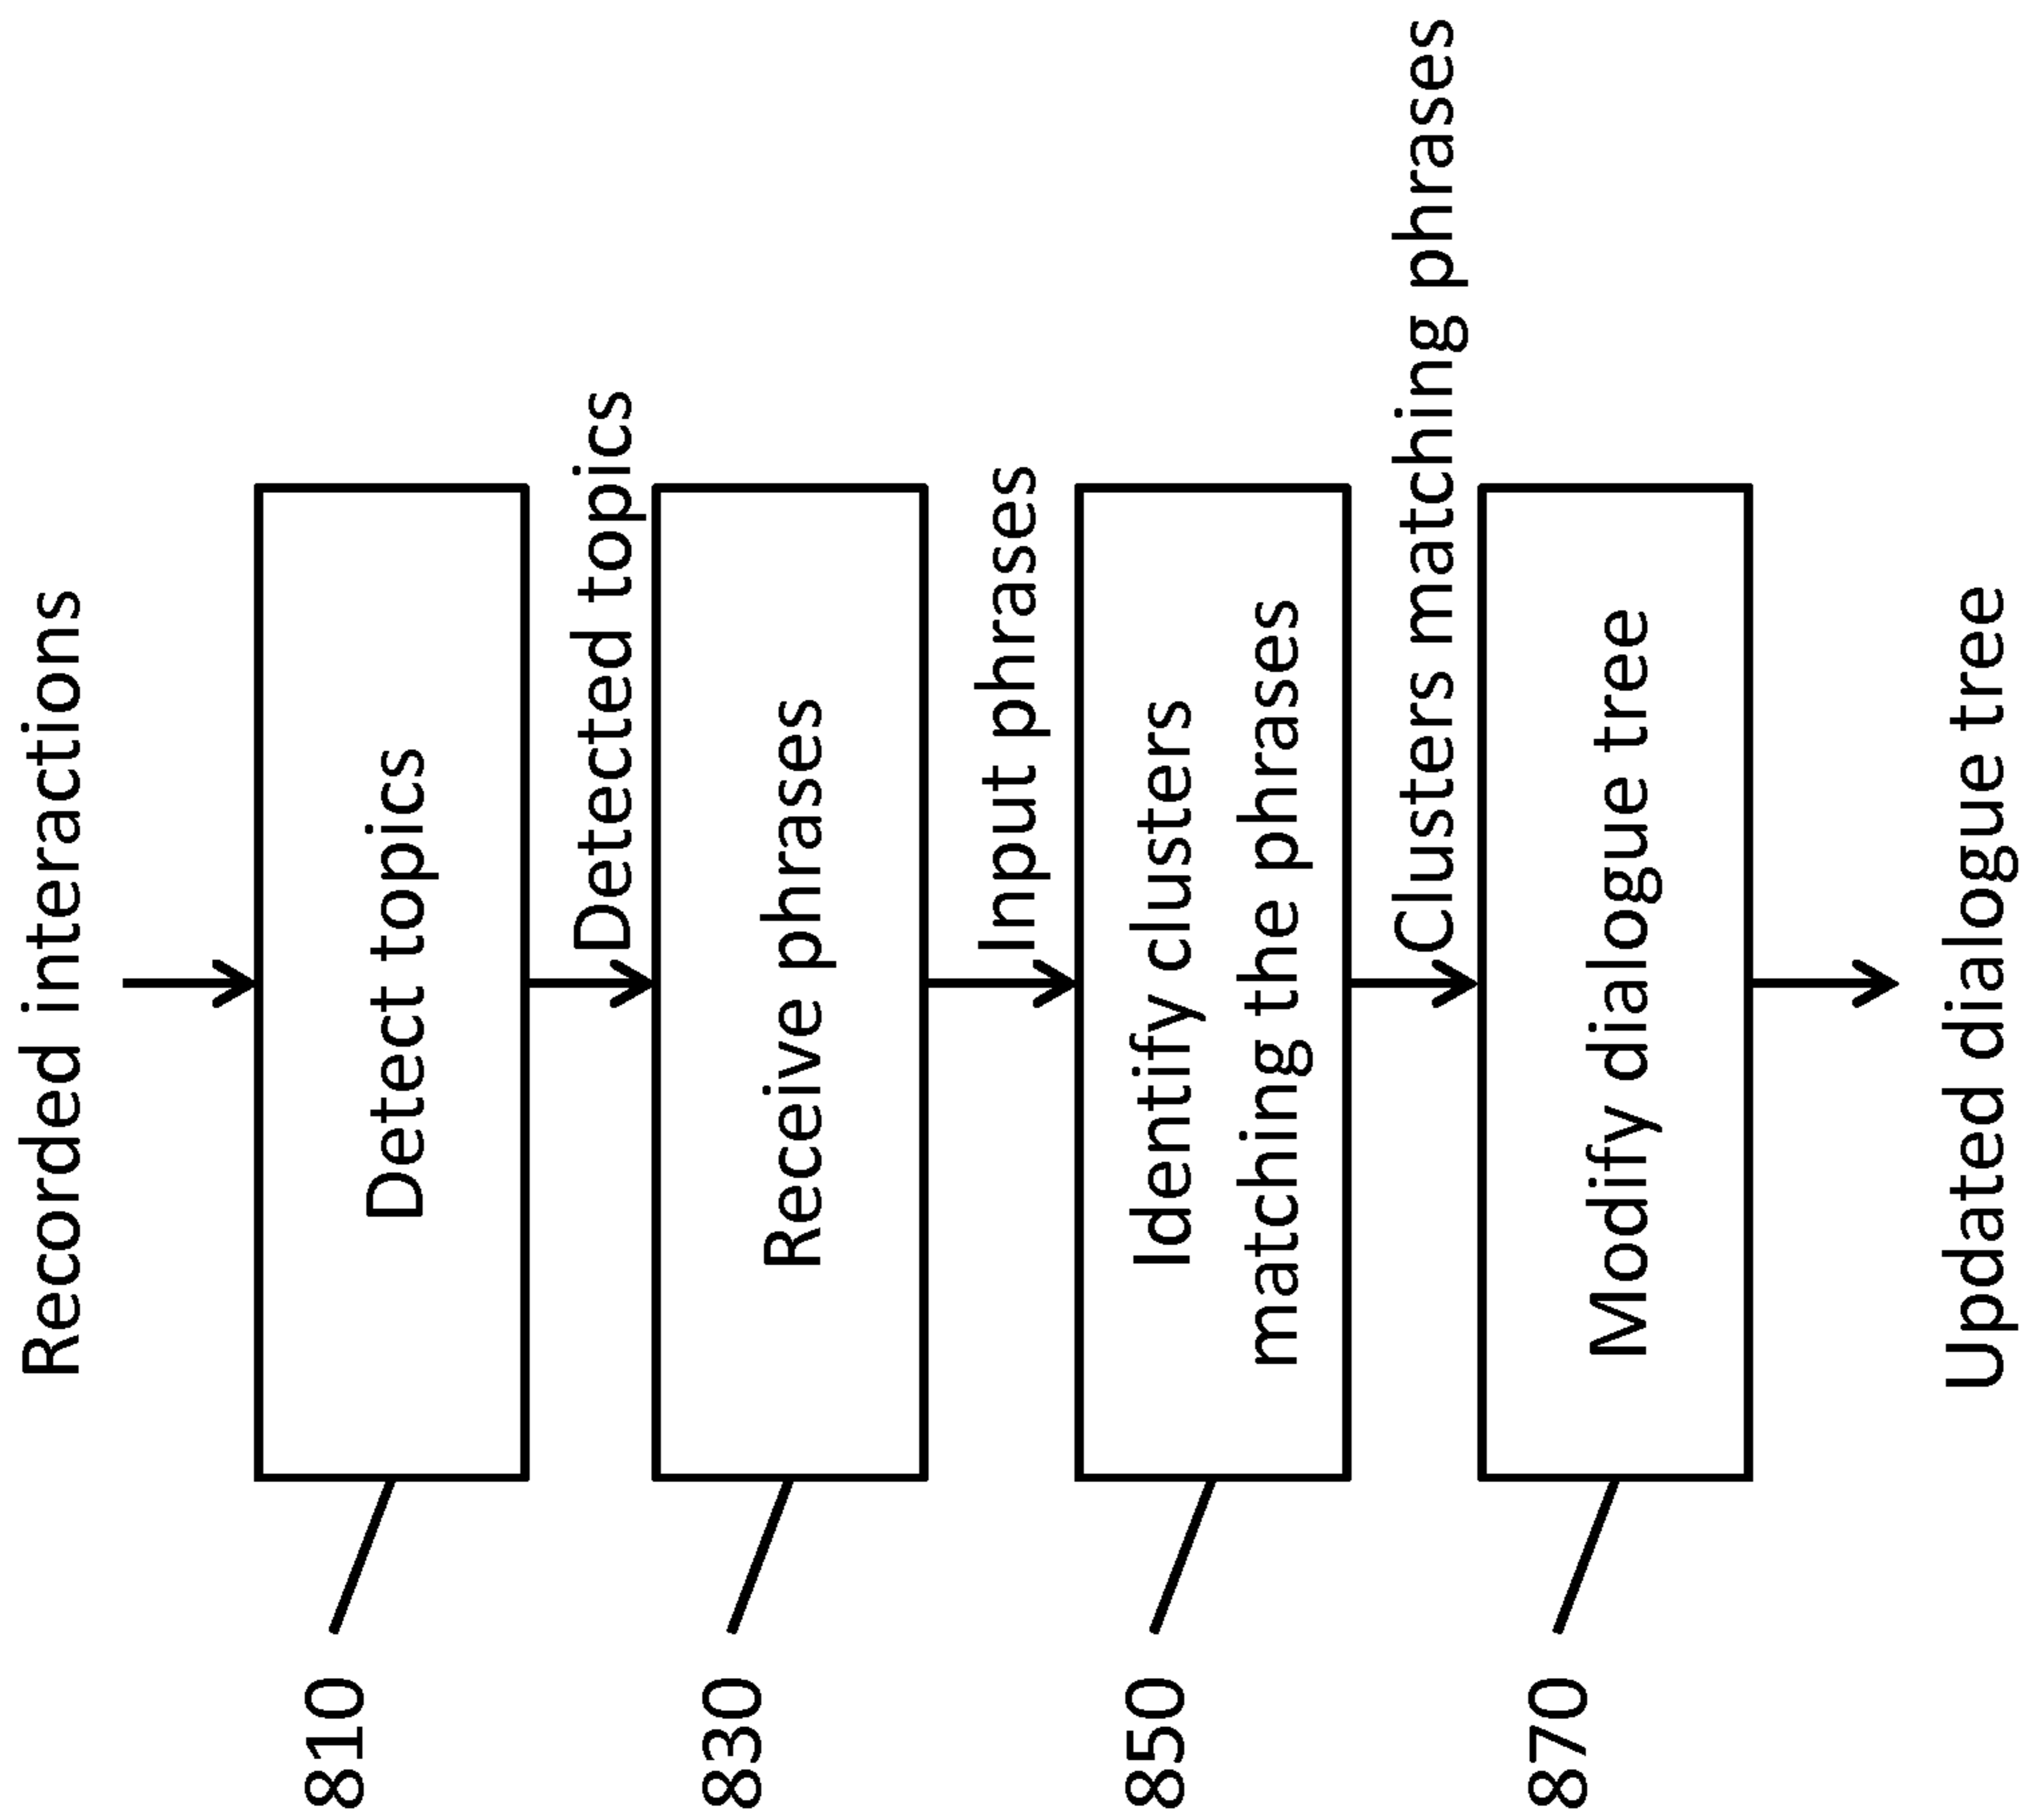 Recorded interactions
810
Detect topics
Detected topics
830
Receive phrases
Input phrases
850
Identify clusters
matching the phrases
Clusters matching phrases
870
Modify dialogue tree
Updated dialogue tree